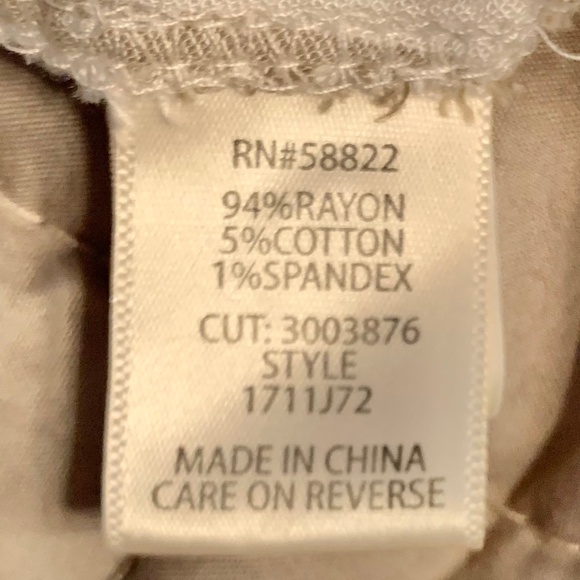 RN#58822
94%RAYON
5%COTTON
1%SPANDEX
CUT: 3003876
STYLE
1711J72
MADE IN CHINA
CARE ON REVERSE